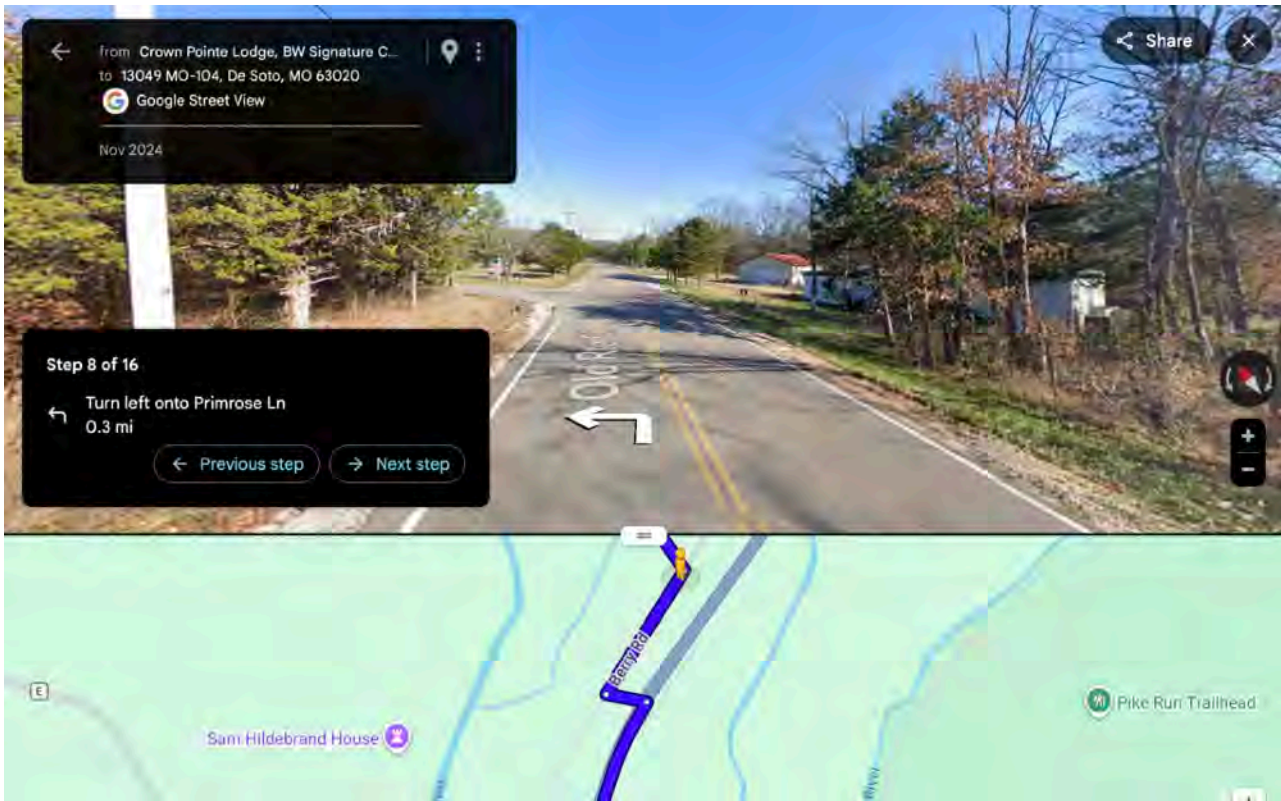 from Crown Pointe Lodge, BW Signature C...
to 13049 MO-104, De Soto, MO 63020
Google Street View
Nov 2024
Share
Step 8 of 16
Turn left onto Primrose Ln
0.3 mi
Previous step
Next step
Old Rd
Berry Rd
E
Sam Hildebrand House
Pike Run Trailhead
River